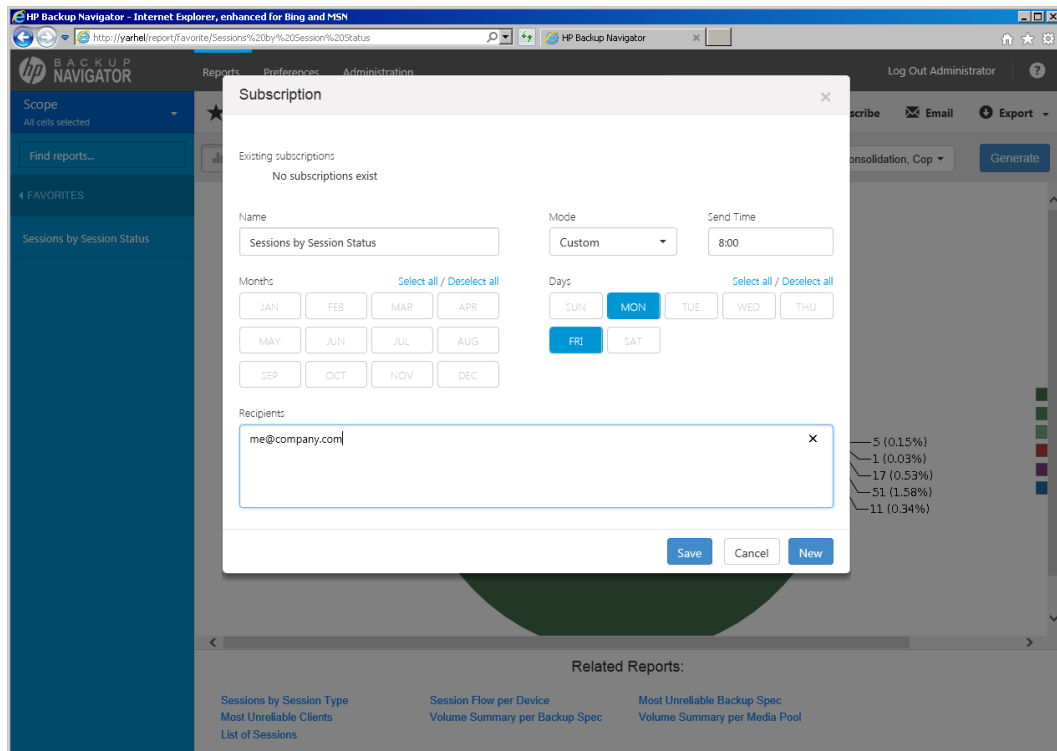 HP Backup Navigator - Internet Explorer, enhanced for Bing and MSN
http://yarhel/report/favorite/Sessions%20by%20Session%20Status
HP Backup Navigator
hp BACKUP NAVIGATOR
Reports Preferences Administration
Log Out Administrator ?
Scope
All cells selected
Find reports...
FAVORITES
Sessions by Session Status
scribe Email Export
onsolidation, Cop Generate
Subscription
Existing subscriptions
No subscriptions exist
Name Mode Send Time
Sessions by Session Status Custom 8:00
Months Select all / Deselect all Days Select all / Deselect all
JAN FEB MAR APR SUN MON TUE WED THU
MAY JUN JUL AUG FRI SAT
SEP OCT NOV DEC
Recipients
me@company.com
Save Cancel New
5 (0.15%)
1 (0.03%)
17 (0.53%)
51 (1.58%)
11 (0.34%)
Related Reports:
Sessions by Session Type Session Flow per Device Most Unreliable Backup Spec
Most Unreliable Clients Volume Summary per Backup Spec Volume Summary per Media Pool
List of Sessions